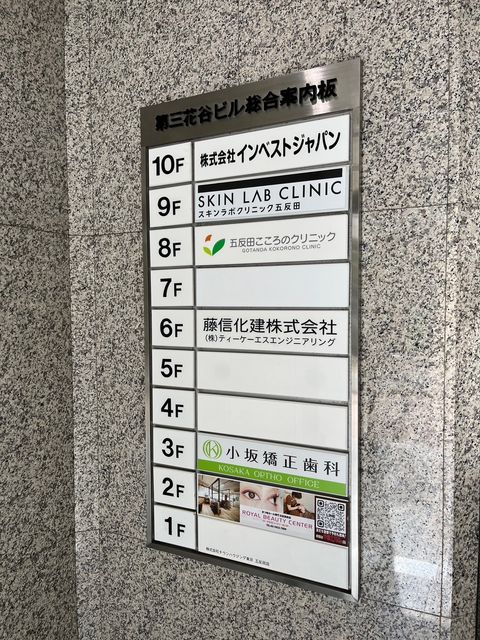 第三花谷ビル総合案内板
10F 株式会社インベストジャパン
9F SKIN LAB CLINIC
スキンラボクリニック五反田
8F 五反田こころのクリニック
GOTANDA KOKORONO CLINIC
7F
6F 藤信化建株式会社
(株)ティーケーエスエンジニアリング
5F
4F
3F 小坂矯正歯科
KOSAKA ORTHO OFFICE
2F ROYAL BEAUTY CENTER
1F